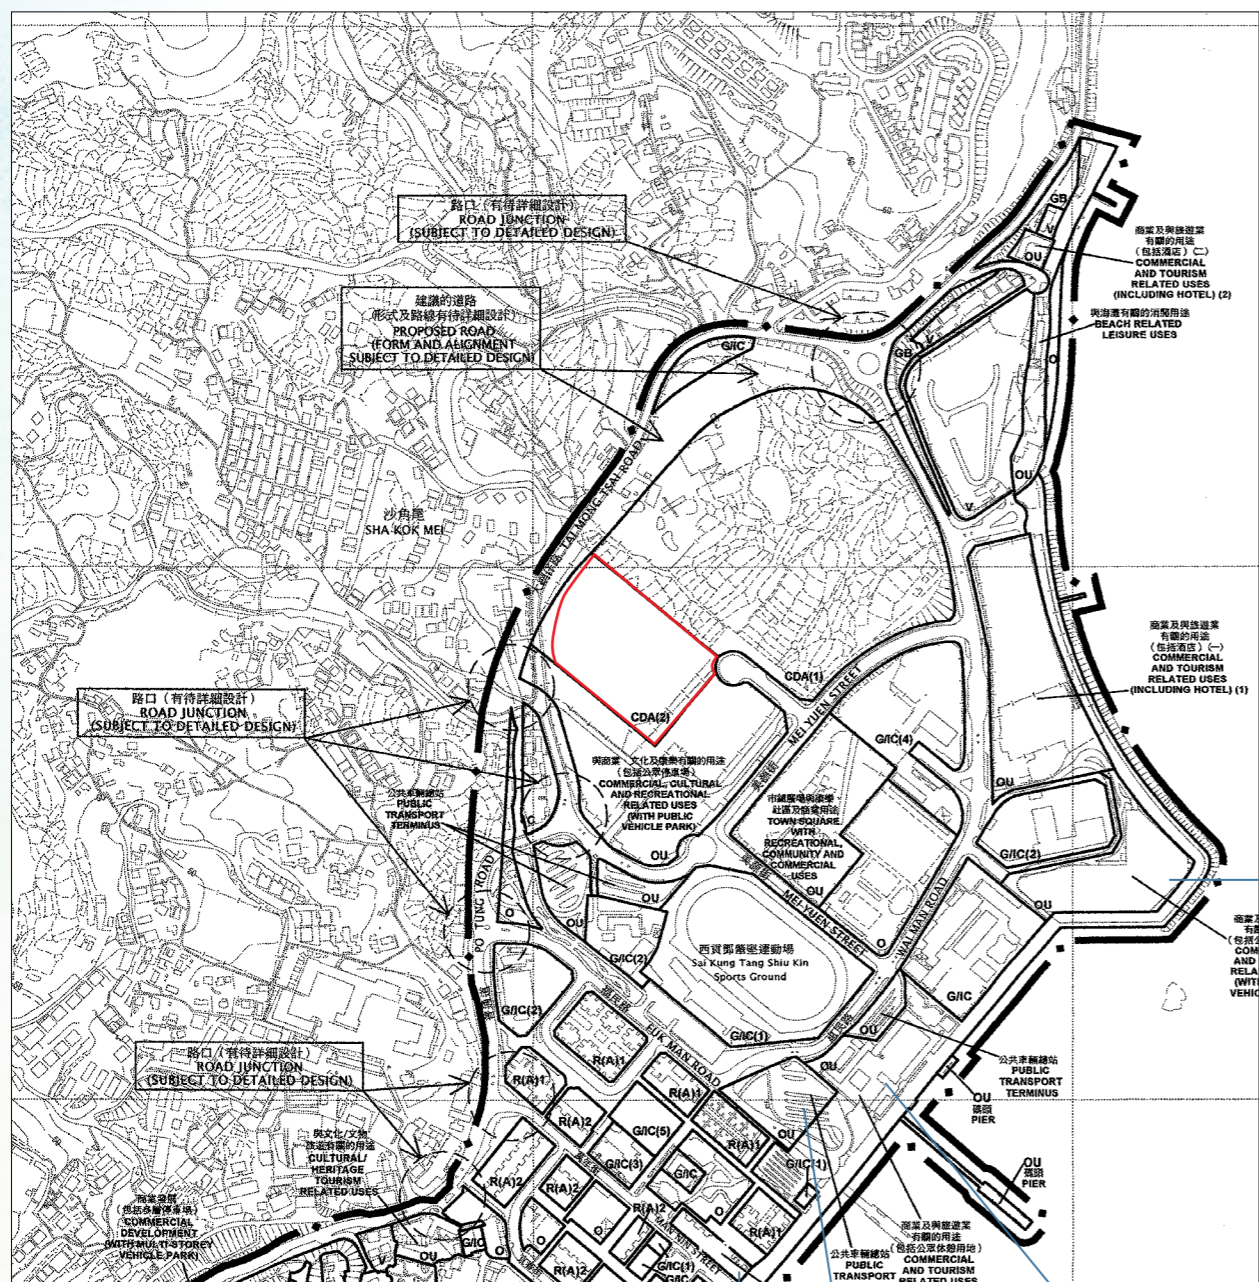 路口（有待詳細設計）
ROAD JUNCTION
(SUBJECT TO DETAILED DESIGN)
建議的道路
（形式及路線有待詳細設計）
PROPOSED ROAD
(FORM AND ALIGNMENT
SUBJECT TO DETAILED DESIGN)
GB
V
OU
商業及與旅遊業
有關的用途
（包括酒店）（二）
COMMERCIAL
AND TOURISM
RELATED USES
(INCLUDING HOTEL) (2)
與海灘有關的消閒用途
BEACH RELATED
LEISURE USES
G/IC
GB
V
O
OU
V
TAI MONG TSAI ROAD
沙角尾
SHA KOK MEI
商業及與旅遊業
有關的用途
（包括酒店）（一）
COMMERCIAL
AND TOURISM
RELATED USES
(INCLUDING HOTEL) (1)
CDA(1)
MEI YUEN STREET
美源街
CDA(2)
G/IC(4)
路口（有待詳細設計）
ROAD JUNCTION
(SUBJECT TO DETAILED DESIGN)
與商業、文化及康樂有關的用途
（包括公眾停車場）
COMMERCIAL, CULTURAL
AND RECREATIONAL
RELATED USES
(WITH PUBLIC
VEHICLE PARK)
OU
公共車輛總站
PUBLIC
TRANSPORT
TERMINUS
市鎮廣場與康樂、
社區及商業用途
TOWN SQUARE
WITH
RECREATIONAL,
COMMUNITY AND
COMMERCIAL
USES
OU
OU
G/IC(2)
OU
MEI YUEN STREET
WAI MAN ROAD
PO TUNG ROAD
O
OU
OU
O
G/IC(2)
西貢鄧肇堅運動場
Sai Kung Tang Shiu Kin
Sports Ground
G/IC
G/IC(2)
福民路
FUK MAN ROAD
G/IC(1)
OU
惠民路
OU
公共車輛總站
PUBLIC
TRANSPORT
TERMINUS
路口（有待詳細設計）
ROAD JUNCTION
(SUBJECT TO DETAILED DESIGN)
R(A)1
R(A)1
R(A)1
R(A)2
G/IC(5)
R(A)1
OU
G/IC(1)
OU
碼頭
PIER
OU
碼頭
PIER
與文化/文物
旅遊有關的用途
CULTURAL/
HERITAGE
TOURISM
RELATED USES
G/IC(3)
G/IC
R(A)2
R(A)2
R(A)2
O
R(A)1
商業發展
（包括多層停車場）
COMMERCIAL
DEVELOPMENT
(WITH MULTI-STOREY
VEHICLE PARK)
V
OU
G/IC
O
O
R(A)2
MAN NIN STREET
G/IC(1)
G/IC
公共車輛總站
PUBLIC
TRANSPORT
商業及與旅遊業
有關的用途
（包括公眾休憩用地）
COMMERCIAL
AND TOURISM
RELATED USES